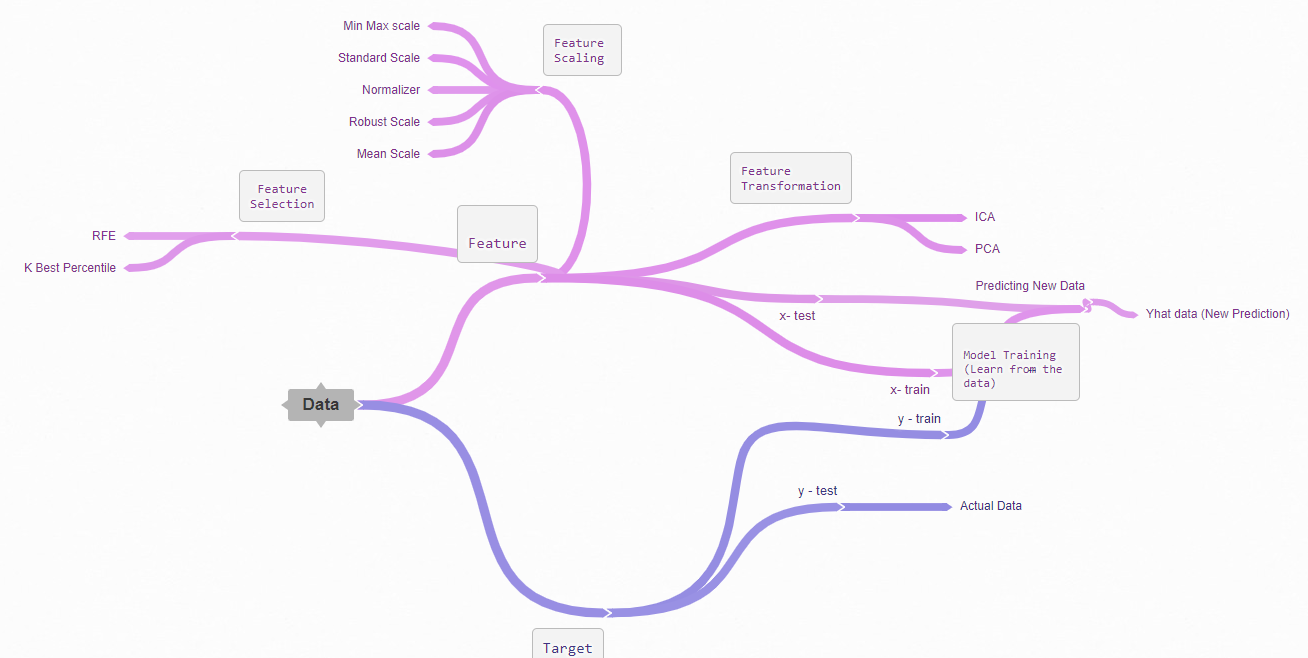 Min Max scale
Standard Scale
Normalizer
Robust Scale
Mean Scale
Feature
Scaling
Feature
Selection
RFE
K Best Percentile
Feature
Feature
Transformation
ICA
PCA
x- test
Predicting New Data
Yhat data (New Prediction)
Model Training
(Learn from the
data)
x- train
Data
y - train
y - test
Actual Data
Target